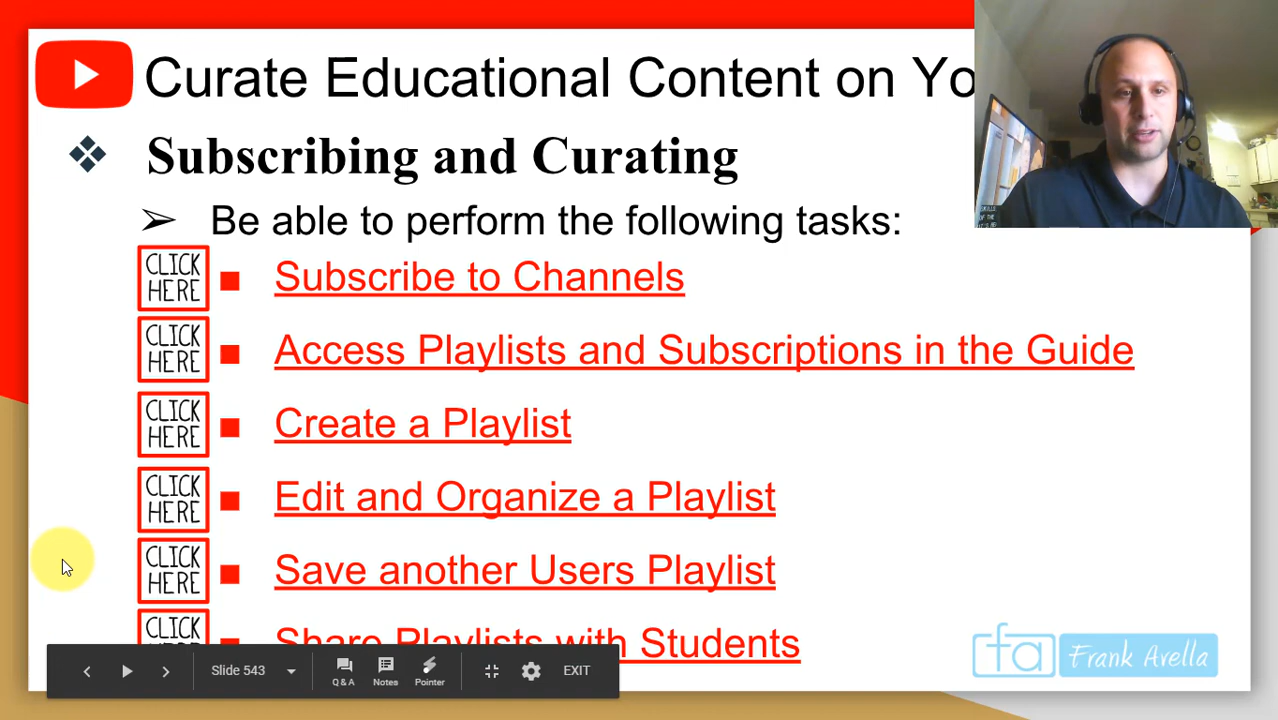 Curate Educational Content on Yo
Subscribing and Curating
Be able to perform the following tasks:
CLICK HERE Subscribe to Channels
CLICK HERE Access Playlists and Subscriptions in the Guide
CLICK HERE Create a Playlist
CLICK HERE Edit and Organize a Playlist
CLICK HERE Save another Users Playlist
CLICK Share Playlists with Students
fa Frank Avella
Slide 543
Q & A
Notes
Pointer
EXIT